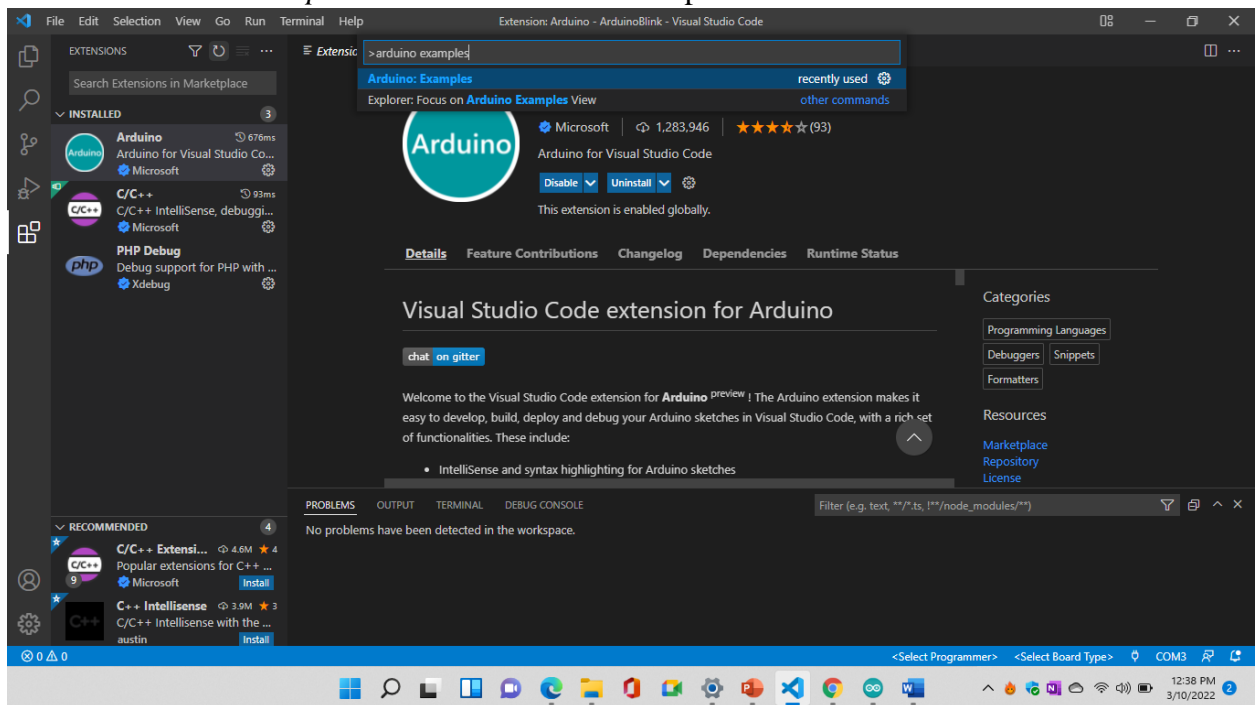 File Edit Selection View Go Run Terminal Help
Extension: Arduino - ArduinoBlink - Visual Studio Code
EXTENSIONS
Search Extensions in Marketplace
INSTALLED 3
Arduino 676ms
Arduino for Visual Studio Co...
Microsoft
C/C++ 93ms
C/C++ IntelliSense, debuggi...
Microsoft
PHP Debug
Debug support for PHP with ...
Xdebug
RECOMMENDED 4
C/C++ Extensi... 4.6M ★ 4
Popular extensions for C++ ...
9 Microsoft Install
C++ Intellisense 3.9M ★ 3
C/C++ Intellisense with the ...
austin Install
Extensio
>arduino examples
Arduino: Examples recently used
Explorer: Focus on Arduino Examples View other commands
Arduino
Microsoft 1,283,946 (93)
Arduino for Visual Studio Code
Disable Uninstall
This extension is enabled globally.
Details Feature Contributions Changelog Dependencies Runtime Status
Visual Studio Code extension for Arduino
chat on gitter
Welcome to the Visual Studio Code extension for Arduino preview ! The Arduino extension makes it
easy to develop, build, deploy and debug your Arduino sketches in Visual Studio Code, with a rich set
of functionalities. These include:
• IntelliSense and syntax highlighting for Arduino sketches
Categories
Programming Languages
Debuggers Snippets
Formatters
Resources
Marketplace
Repository
License
PROBLEMS OUTPUT TERMINAL DEBUG CONSOLE
Filter (e.g. text, **/*.ts, !**/node_modules/**)
No problems have been detected in the workspace.
0 0
<Select Programmer> <Select Board Type> COM3
12:38 PM
3/10/2022 2